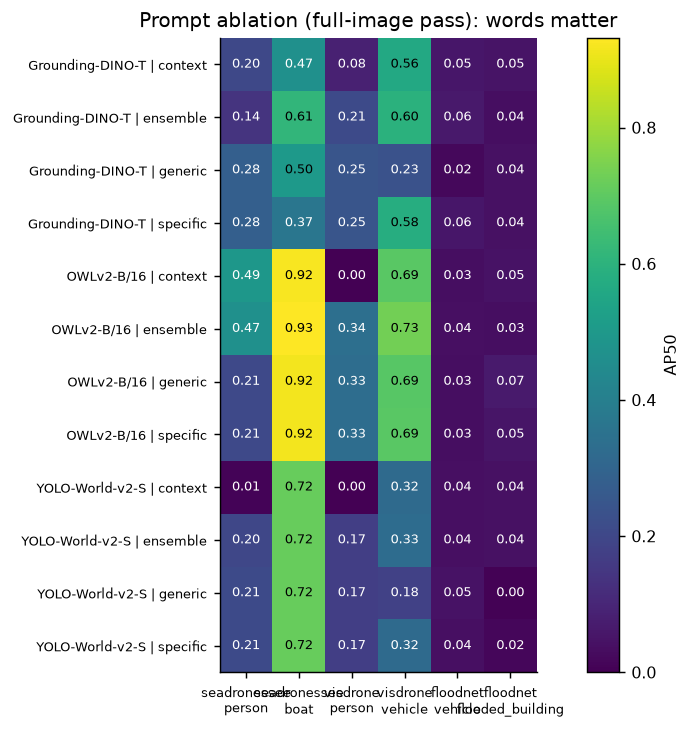 Prompt ablation (full-image pass): words matter
Grounding-DINO-T | context 0.20 0.47 0.08 0.56 0.05 0.05
Grounding-DINO-T | ensemble 0.14 0.61 0.21 0.60 0.06 0.04
Grounding-DINO-T | generic 0.28 0.50 0.25 0.23 0.02 0.04
Grounding-DINO-T | specific 0.28 0.37 0.25 0.58 0.06 0.04
OWLv2-B/16 | context 0.49 0.92 0.00 0.69 0.03 0.05
OWLv2-B/16 | ensemble 0.47 0.93 0.34 0.73 0.04 0.03
OWLv2-B/16 | generic 0.21 0.92 0.33 0.69 0.03 0.07
OWLv2-B/16 | specific 0.21 0.92 0.33 0.69 0.03 0.05
YOLO-World-v2-S | context 0.01 0.72 0.00 0.32 0.04 0.04
YOLO-World-v2-S | ensemble 0.20 0.72 0.17 0.33 0.04 0.04
YOLO-World-v2-S | generic 0.21 0.72 0.17 0.18 0.05 0.00
YOLO-World-v2-S | specific 0.21 0.72 0.17 0.32 0.04 0.02
seadronessee seadronessee visdrone visdrone floodnet floodnet
person boat person vehicle vehicle flooded_building
0.8
0.6
0.4
0.2
0.0
AP50